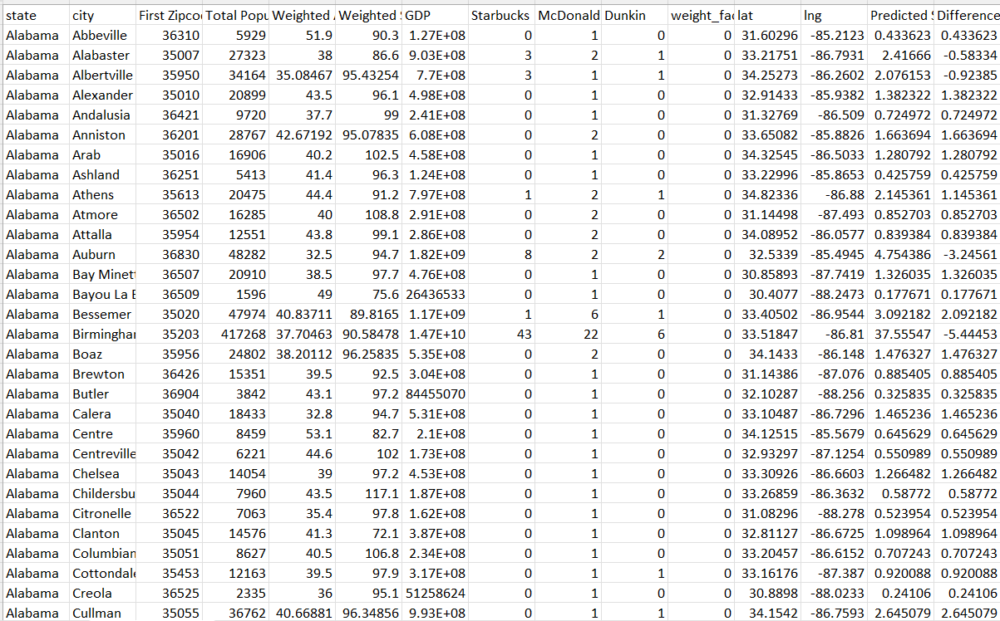 state city First Zipco Total Popu Weighted Weighted GDP Starbucks McDonald Dunkin weight_fa lat lng Predicted Difference
Alabama Abbeville 36310 5929 51.9 90.3 1.27E+08 0 1 0 0 31.60296 -85.2123 0.433623 0.433623
Alabama Alabaster 35007 27323 38 86.6 9.03E+08 3 2 1 0 33.21751 -86.7931 2.41666 -0.58334
Alabama Albertville 35950 34164 35.08467 95.43254 7.7E+08 3 1 1 0 34.25273 -86.2602 2.076153 -0.92385
Alabama Alexander 35010 20899 43.5 96.1 4.98E+08 0 1 0 0 32.91433 -85.9382 1.382322 1.382322
Alabama Andalusia 36421 9720 37.7 99 2.41E+08 0 1 0 0 31.32769 -86.509 0.724972 0.724972
Alabama Anniston 36201 28767 42.67192 95.07835 6.08E+08 0 2 0 0 33.65082 -85.8826 1.663694 1.663694
Alabama Arab 35016 16906 40.2 102.5 4.58E+08 0 1 0 0 34.32545 -86.5033 1.280792 1.280792
Alabama Ashland 36251 5413 41.4 96.3 1.24E+08 0 1 0 0 33.22996 -85.8653 0.425759 0.425759
Alabama Athens 35613 20475 44.4 91.2 7.97E+08 1 2 1 0 34.82336 -86.88 2.145361 1.145361
Alabama Atmore 36502 16285 40 108.8 2.91E+08 0 2 0 0 31.14498 -87.493 0.852703 0.852703
Alabama Attalla 35954 12551 43.8 99.1 2.86E+08 0 2 0 0 34.08952 -86.0577 0.839384 0.839384
Alabama Auburn 36830 48282 32.5 94.7 1.82E+09 8 2 2 0 32.5339 -85.4945 4.754386 -3.24561
Alabama Bay Minet 36507 20910 38.5 97.7 4.76E+08 0 1 0 0 30.85893 -87.7419 1.326035 1.326035
Alabama Bayou La B 36509 1596 49 75.6 26436533 0 1 0 0 30.4077 -88.2473 0.177671 0.177671
Alabama Bessemer 35020 47974 40.83711 89.8165 1.17E+09 1 6 1 0 33.40502 -86.9544 3.092182 2.092182
Alabama Birmingha 35203 417268 37.70463 90.58478 1.47E+10 43 22 6 0 33.51847 -86.81 37.55547 -5.44453
Alabama Boaz 35956 24802 38.20112 96.25835 5.35E+08 0 2 0 0 34.1433 -86.148 1.476327 1.476327
Alabama Brewton 36426 15351 39.5 92.5 3.04E+08 0 1 0 0 31.14386 -87.076 0.885405 0.885405
Alabama Butler 36904 3842 43.1 97.2 84455070 0 1 0 0 32.10287 -88.256 0.325835 0.325835
Alabama Calera 35040 18433 32.8 94.7 5.31E+08 0 1 0 0 33.10487 -86.7296 1.465236 1.465236
Alabama Centre 35960 8459 53.1 82.7 2.1E+08 0 1 0 0 34.12515 -85.5679 0.645629 0.645629
Alabama Centreville 35042 6221 44.6 102 1.73E+08 0 1 0 0 32.93297 -87.1254 0.550989 0.550989
Alabama Chelsea 35043 14054 39 97.2 4.53E+08 0 1 0 0 33.30926 -86.6603 1.266482 1.266482
Alabama Childersbu 35044 7960 43.5 117.1 1.87E+08 0 1 0 0 33.26859 -86.3632 0.58772 0.58772
Alabama Citronelle 36522 7063 35.4 97.8 1.62E+08 0 1 0 0 31.08296 -88.278 0.523954 0.523954
Alabama Clanton 35045 14576 41.3 72.1 3.87E+08 0 1 0 0 32.81127 -86.6725 1.098964 1.098964
Alabama Columbian 35051 8627 40.5 106.8 2.34E+08 0 1 0 0 33.20457 -86.6152 0.707243 0.707243
Alabama Cottondale 35453 12163 39.5 97.9 3.17E+08 0 1 1 0 33.16176 -87.387 0.920088 0.920088
Alabama Creola 36525 2335 36 95.1 51258624 0 1 0 0 30.8898 -88.0233 0.24106 0.24106
Alabama Cullman 35055 36762 40.66881 96.34856 9.93E+08 0 1 1 0 34.1542 -86.7593 2.645079 2.645079